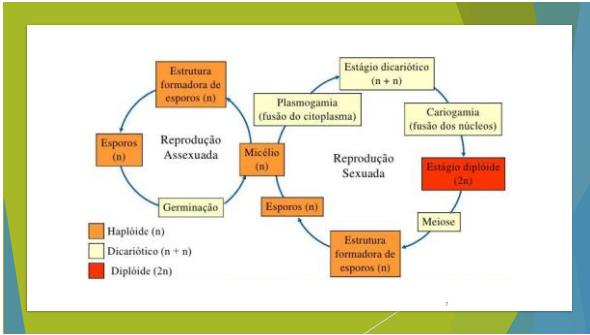 Estrutura
formadora de
esporos (n)
Esporos
(n)
Reprodução
Assexuada
Germinação
Micélio
(n)
Plasmogamia
(fusão do citoplasma)
Estágio dicariótico
(n + n)
Cariogamia
(fusão dos núcleos)
Reprodução
Sexuada
Estágio diplóide
(2n)
Meiose
Estrutura
formadora de
esporos (n)
Esporos (n)
Haplóide (n)
Dicariótico (n + n)
Diplóide (2n)
7